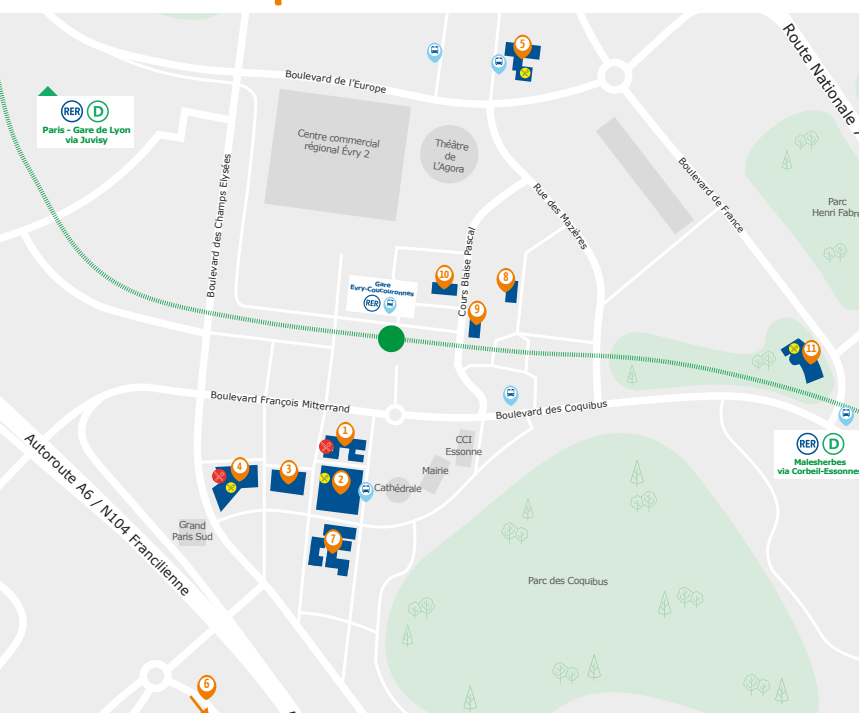 5
Boulevard de l'Europe
Route Nationale 7
RER D
Paris - Gare de Lyon
via Juvisy
Centre commercial
régional Évry 2
Théâtre
de
L'Agora
Boulevard de France
Parc
Henri Fabre
Boulevard des Champs Elysées
Rue des Mazières
Cours Blaise Pascal
10
8
Gare
Evry-Coucouronnes
RER
9
11
Boulevard François Mitterrand
Boulevard des Coquibus
RER D
Malesherbes
via Corbeil-Essonnes
1
CCI
Essonne
Autoroute A6 / N104 Francilienne
4
3
2
Mairie
Cathédrale
Grand
Paris Sud
7
Parc des Coquibus
6